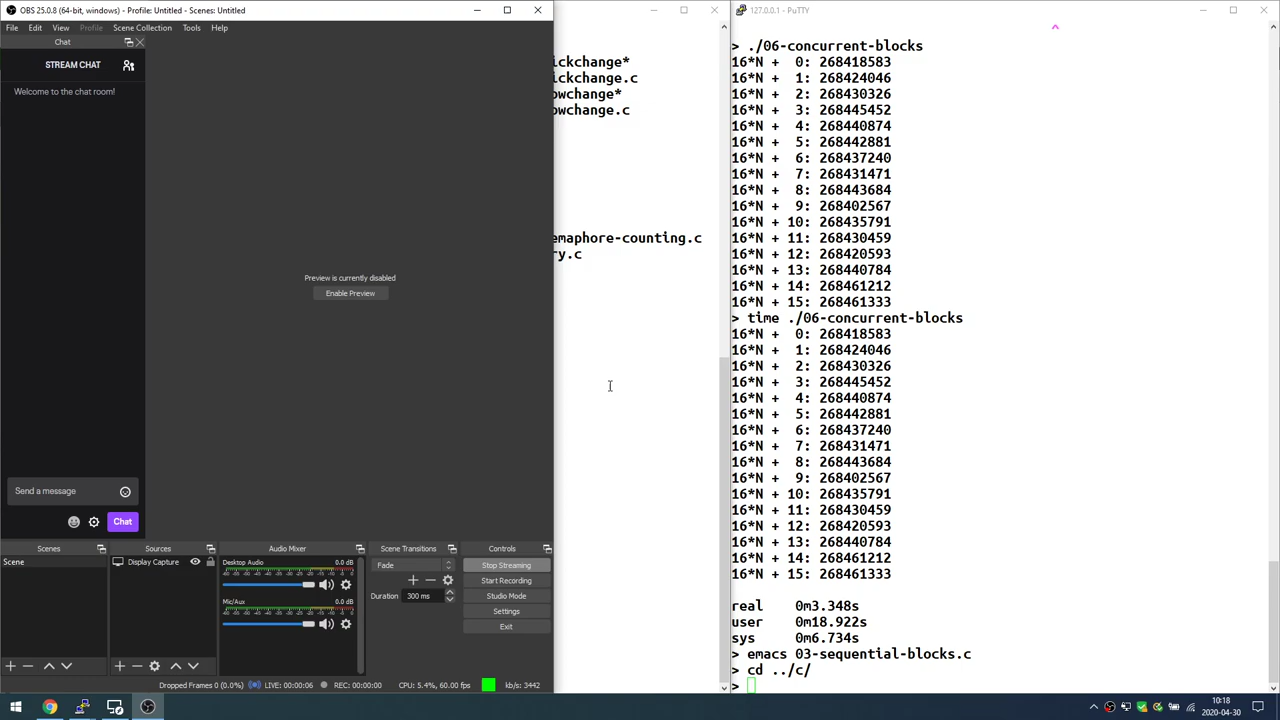 OBS 25.0.8 (64-bit, windows) - Profile: Untitled - Scenes: Untitled
File Edit View Profile Scene Collection Tools Help
Chat
STREAM CHAT
Welcome to the chat room!
Preview is currently disabled
Enable Preview
Send a message
Chat
Scenes
Scene
Sources
Display Capture
Audio Mixer
Desktop Audio 0.0 dB
Mic/Aux 0.0 dB
Scene Transitions
Fade
Duration 300 ms
Controls
Stop Streaming
Start Recording
Studio Mode
Settings
Exit
Dropped Frames 0 (0.0%) LIVE: 00:00:06 REC: 00:00:00 CPU: 5.4%, 60.00 fps kb/s: 3442
ickchange*
ickchange.c
owchange*
owchange.c
emaphore-counting.c
ry.c
127.0.0.1 - PuTTY
^
> ./06-concurrent-blocks
16*N +  0: 268418583
16*N +  1: 268424046
16*N +  2: 268430326
16*N +  3: 268445452
16*N +  4: 268440874
16*N +  5: 268442881
16*N +  6: 268437240
16*N +  7: 268431471
16*N +  8: 268443684
16*N +  9: 268402567
16*N + 10: 268435791
16*N + 11: 268430459
16*N + 12: 268420593
16*N + 13: 268440784
16*N + 14: 268461212
16*N + 15: 268461333
> time ./06-concurrent-blocks
16*N +  0: 268418583
16*N +  1: 268424046
16*N +  2: 268430326
16*N +  3: 268445452
16*N +  4: 268440874
16*N +  5: 268442881
16*N +  6: 268437240
16*N +  7: 268431471
16*N +  8: 268443684
16*N +  9: 268402567
16*N + 10: 268435791
16*N + 11: 268430459
16*N + 12: 268420593
16*N + 13: 268440784
16*N + 14: 268461212
16*N + 15: 268461333
real 0m3.348s
user 0m18.922s
sys 0m6.734s
> emacs 03-sequential-blocks.c
> cd ../c/
>
10:18
2020-04-30